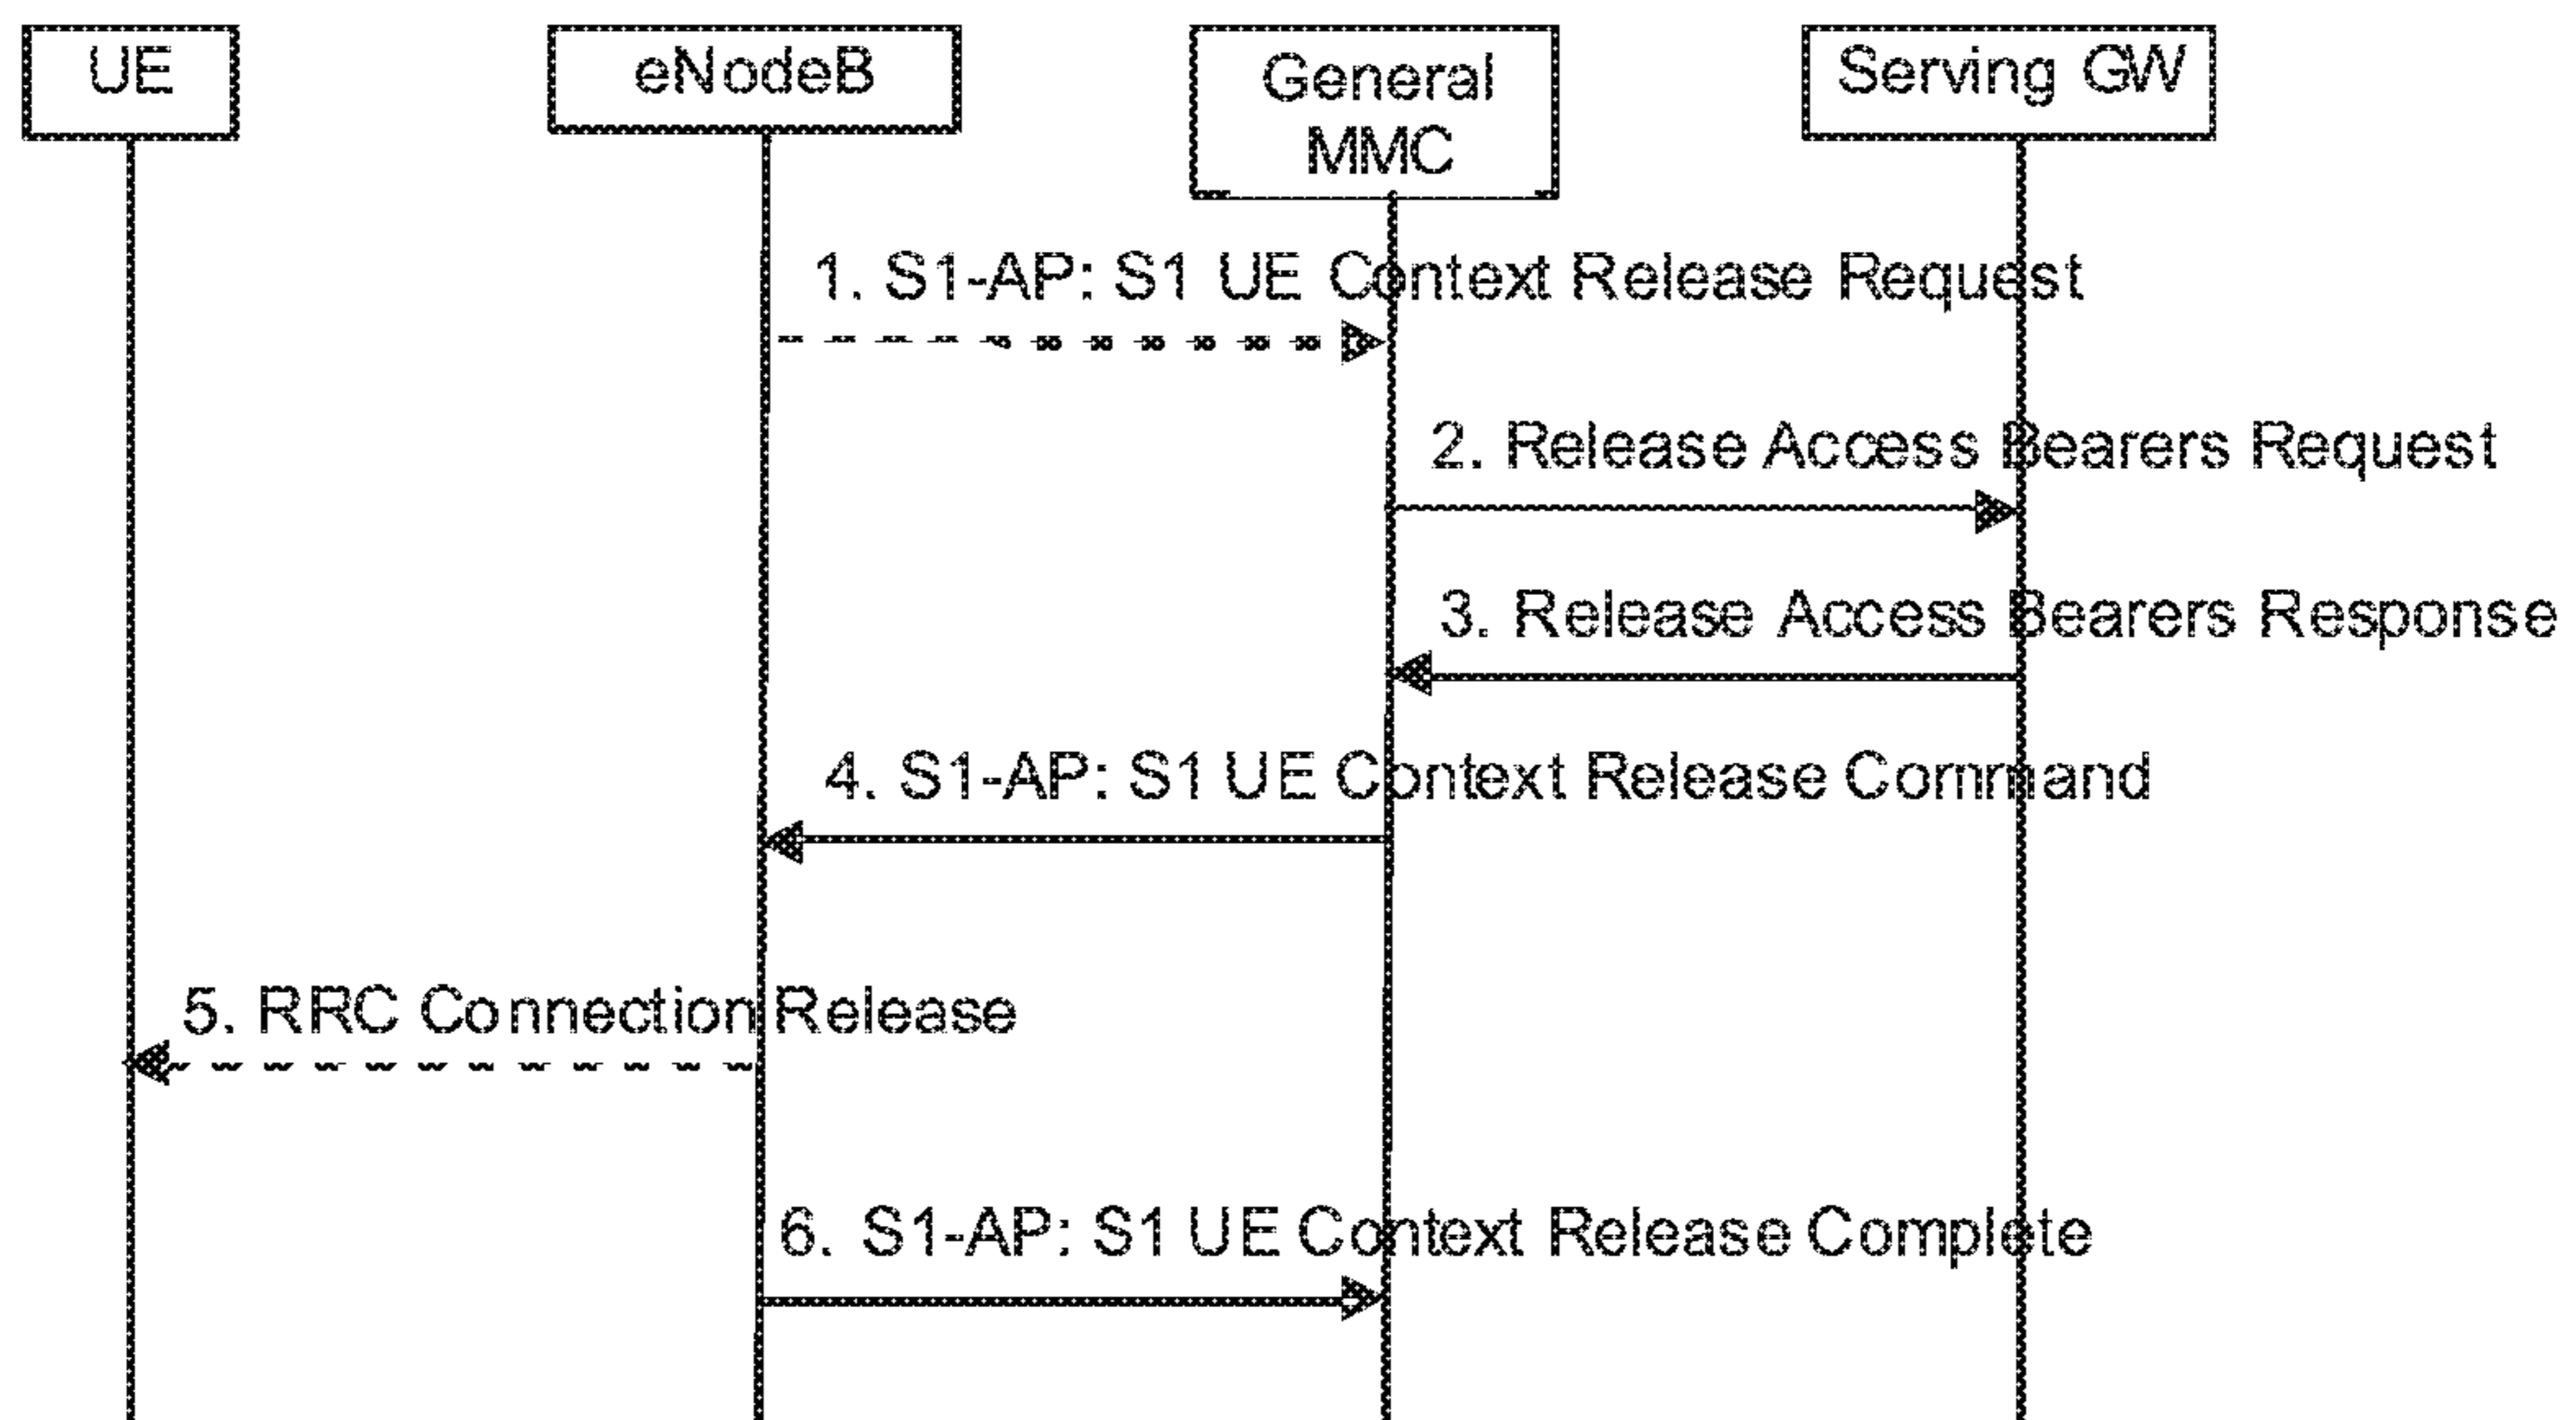 UE
eNodeB
General
MMC
Serving GW
1. S1-AP: S1 UE Context Release Request
2. Release Access Bearers Request
3. Release Access Bearers Response
4. S1-AP: S1 UE Context Release Command
5. RRC Connection Release
6. S1-AP: S1 UE Context Release Complete